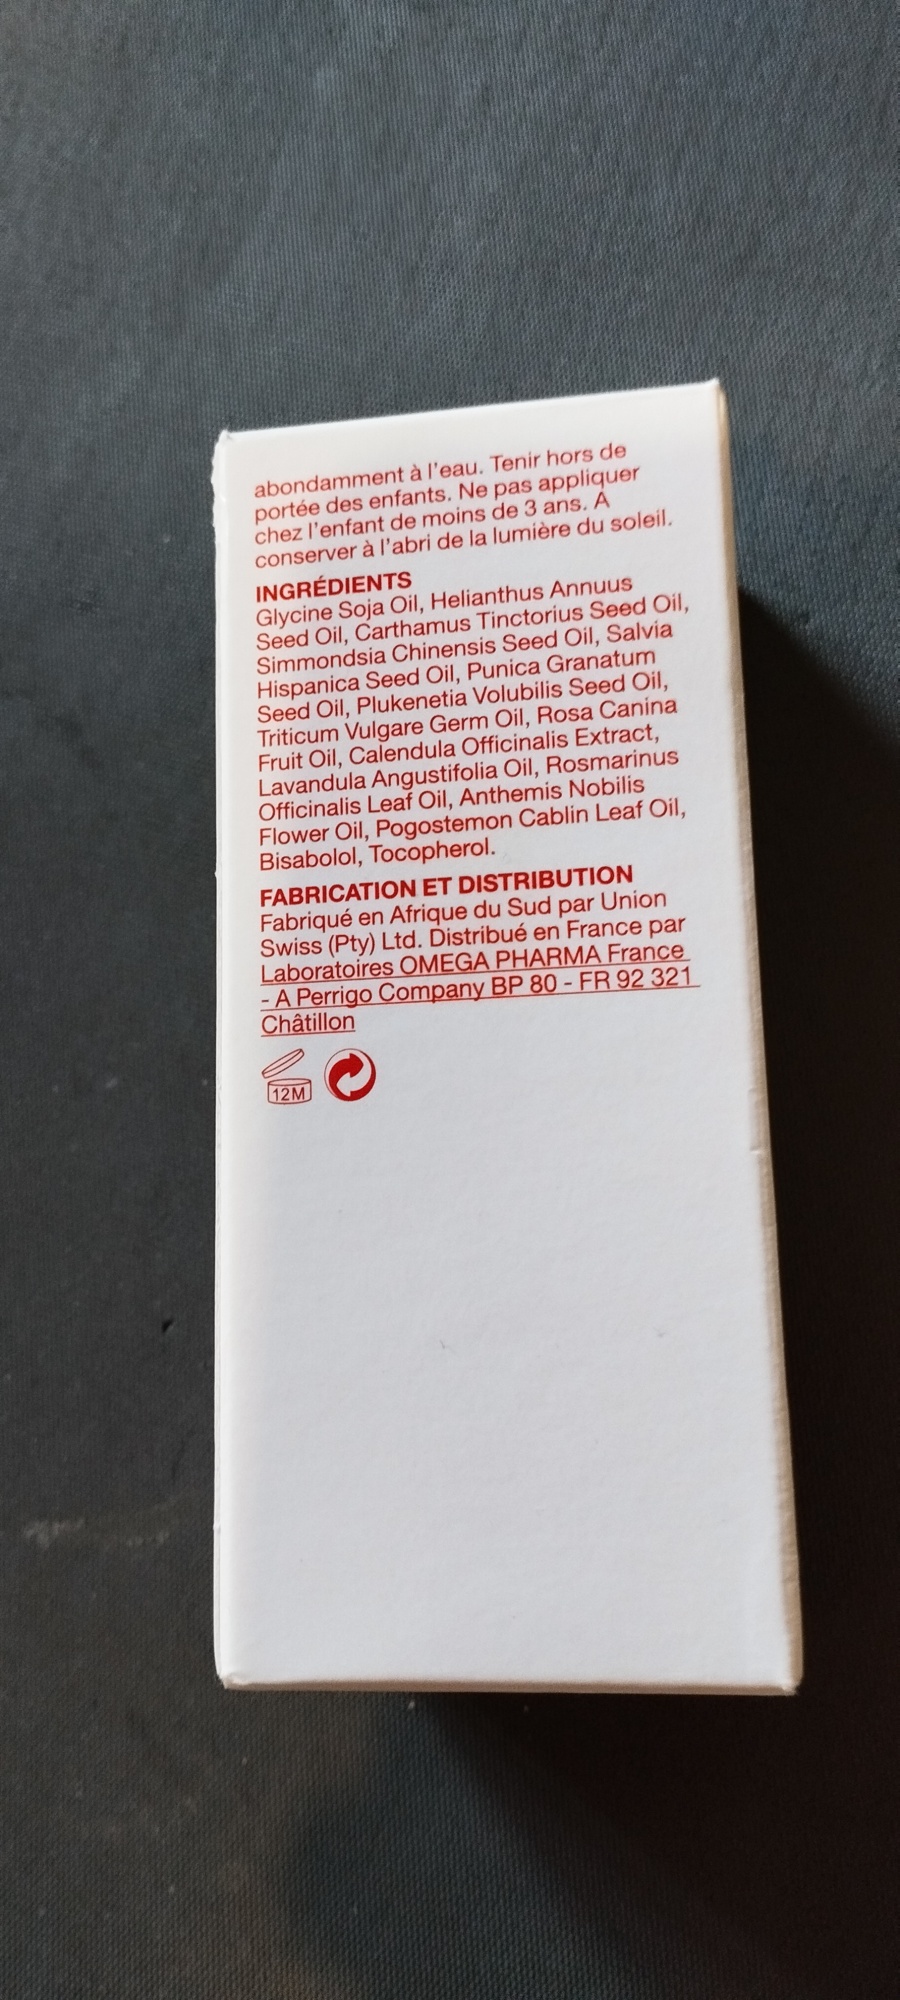 abondamment à l'eau. Tenir hors de
portée des enfants. Ne pas appliquer
chez l'enfant de moins de 3 ans. A
conserver à l'abri de la lumière du soleil.
INGRÉDIENTS
Glycine Soja Oil, Helianthus Annuus
Seed Oil, Carthamus Tinctorius Seed Oil,
Simmondsia Chinensis Seed Oil, Salvia
Hispanica Seed Oil, Punica Granatum
Seed Oil, Plukenetia Volubilis Seed Oil,
Triticum Vulgare Germ Oil, Rosa Canina
Fruit Oil, Calendula Officinalis Extract,
Lavandula Angustifolia Oil, Rosmarinus
Officinalis Leaf Oil, Anthemis Nobilis
Flower Oil, Pogostemon Cablin Leaf Oil,
Bisabolol, Tocopherol.
FABRICATION ET DISTRIBUTION
Fabriqué en Afrique du Sud par Union
Swiss (Pty) Ltd. Distribué en France par
Laboratoires OMEGA PHARMA France
- A Perrigo Company BP 80 - FR 92 321
Châtillon
12M